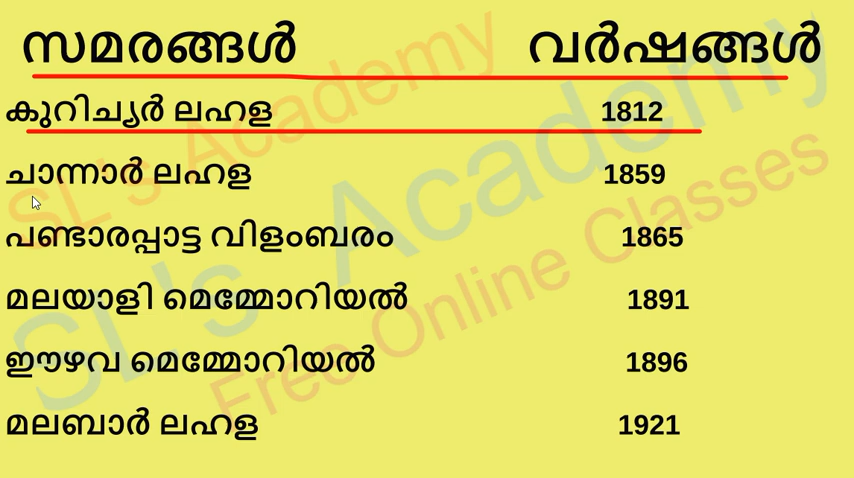 സമരങ്ങൾ വർഷങ്ങൾ
കുറിച്യർ ലഹള 1812
ചാന്നാർ ലഹള 1859
പണ്ടാരപ്പാട്ട വിളംബരം 1865
മലയാളി മെമ്മോറിയൽ 1891
ഈഴവ മെമ്മോറിയൽ 1896
മലബാർ ലഹള 1921
SL's Academy
SL's Academy
Free Online Classes